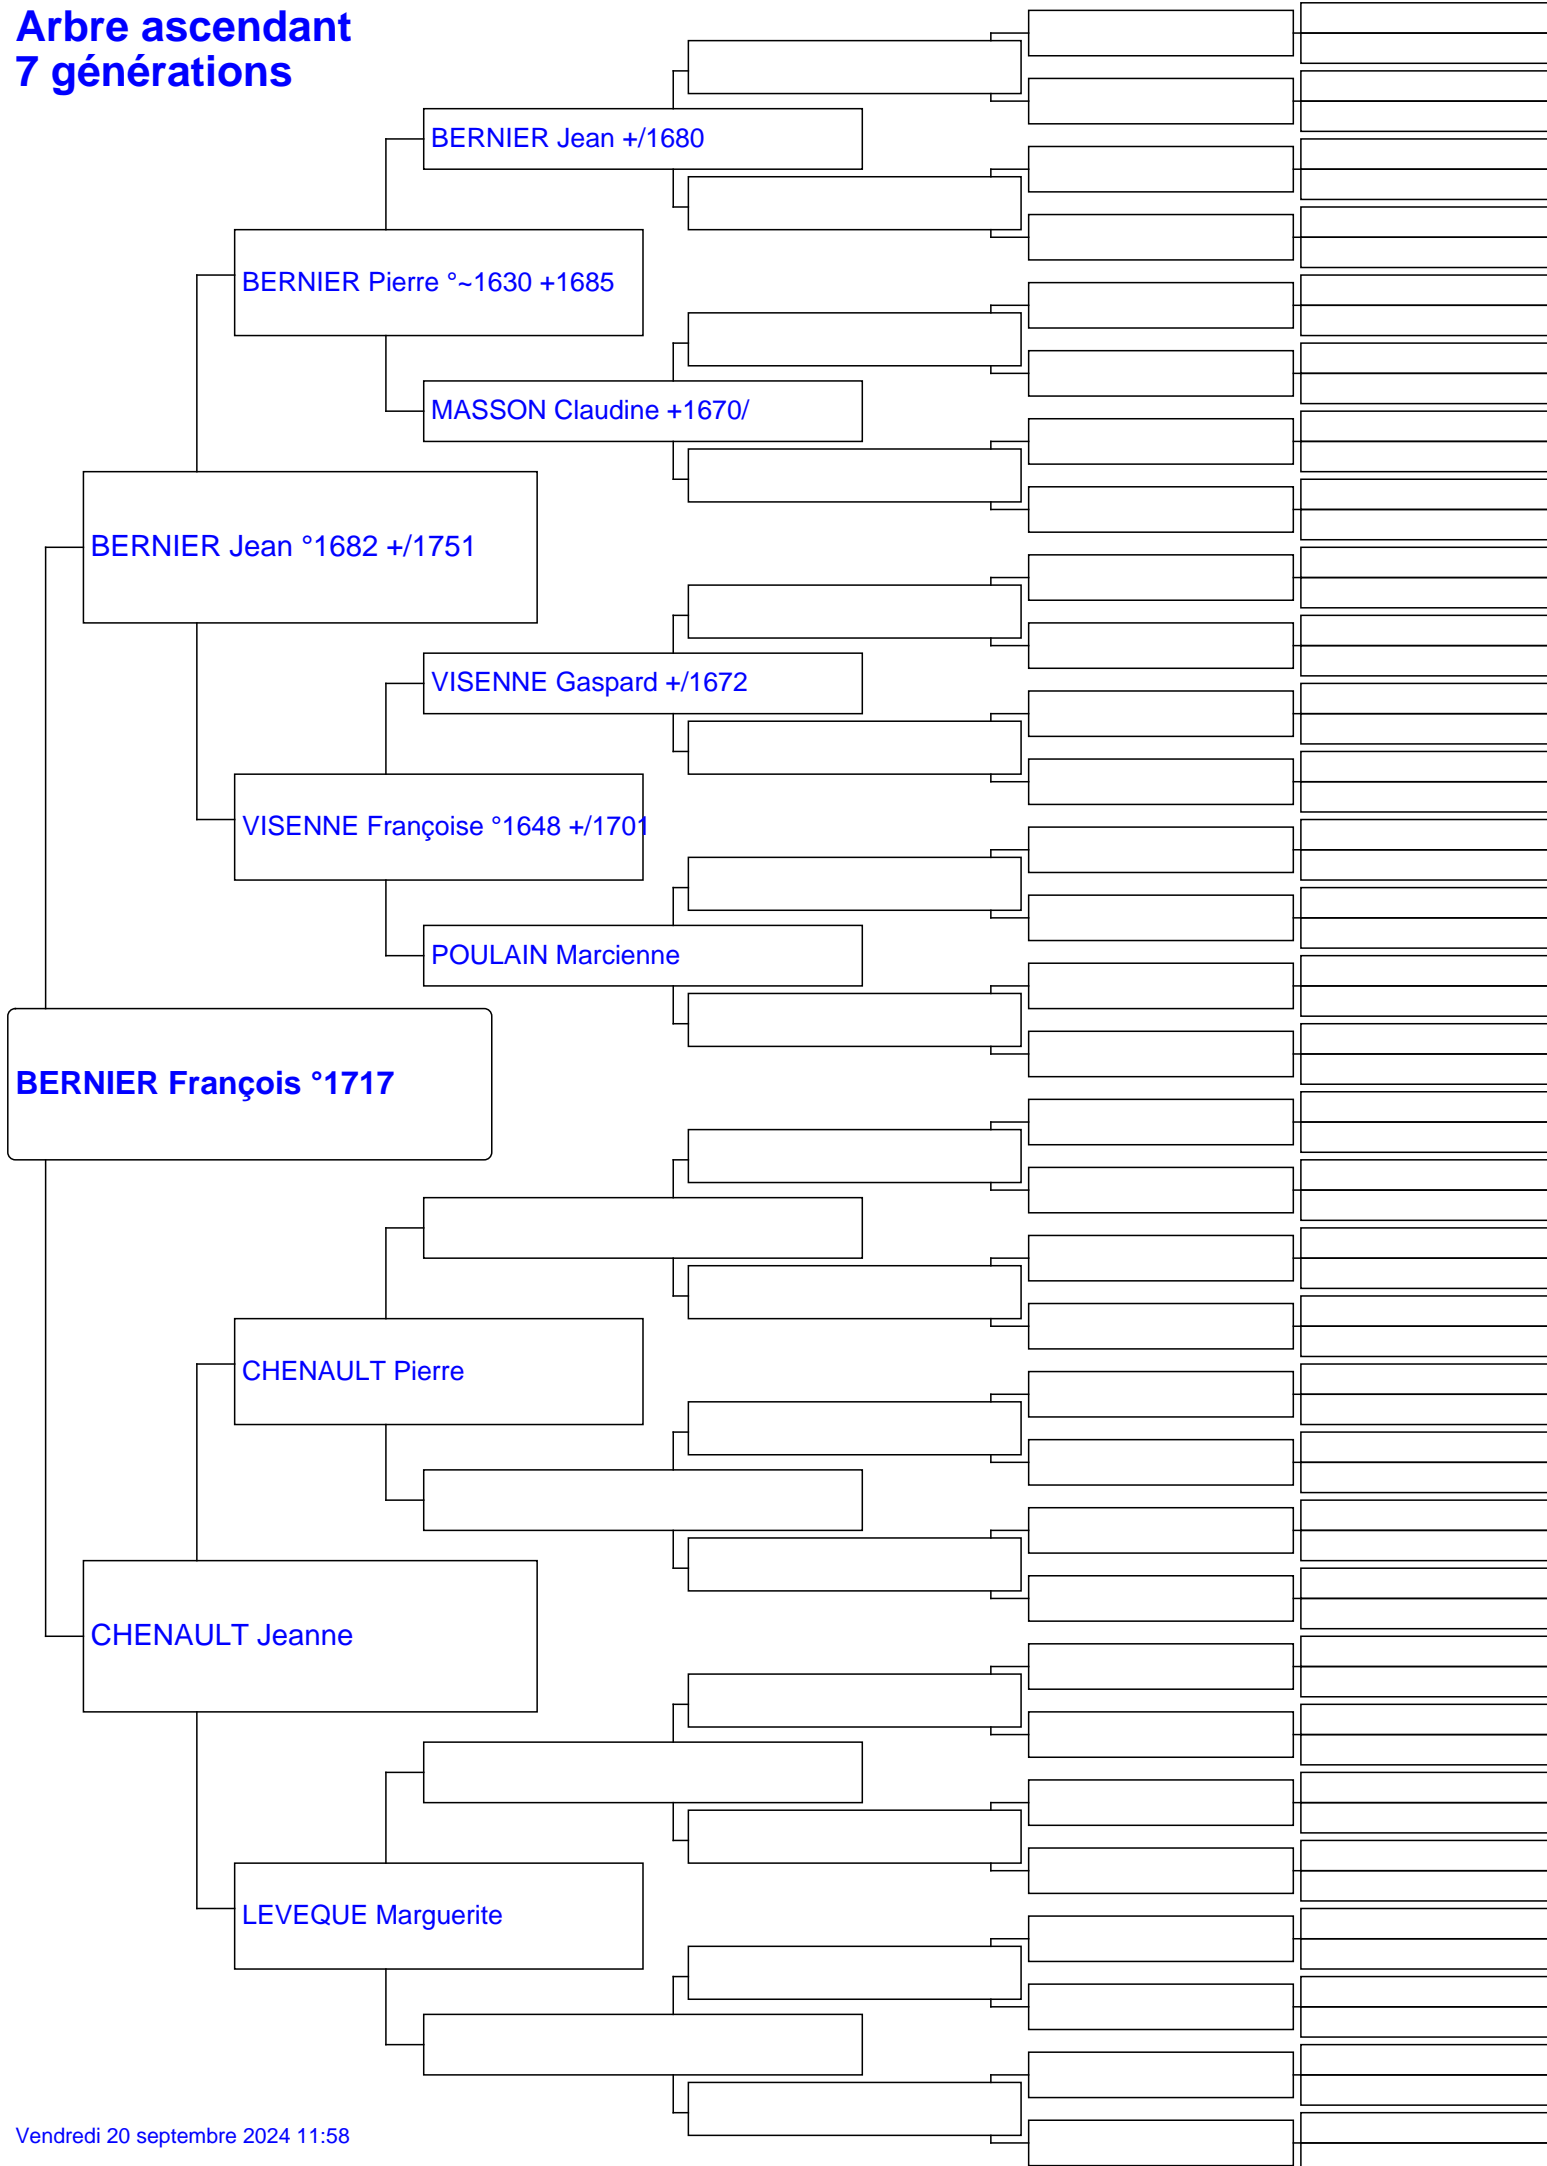 Arbre ascendant
7 générations
BERNIER Jean +/1680
BERNIER Pierre °~1630 +1685
MASSON Claudine +1670/
BERNIER Jean °1682 +/1751
VISENNE Gaspard +/1672
VISENNE Françoise °1648 +/1701
POULAIN Marcienne
BERNIER François °1717
CHENAULT Pierre
CHENAULT Jeanne
LEVEQUE Marguerite
Vendredi 20 septembre 2024 11:58